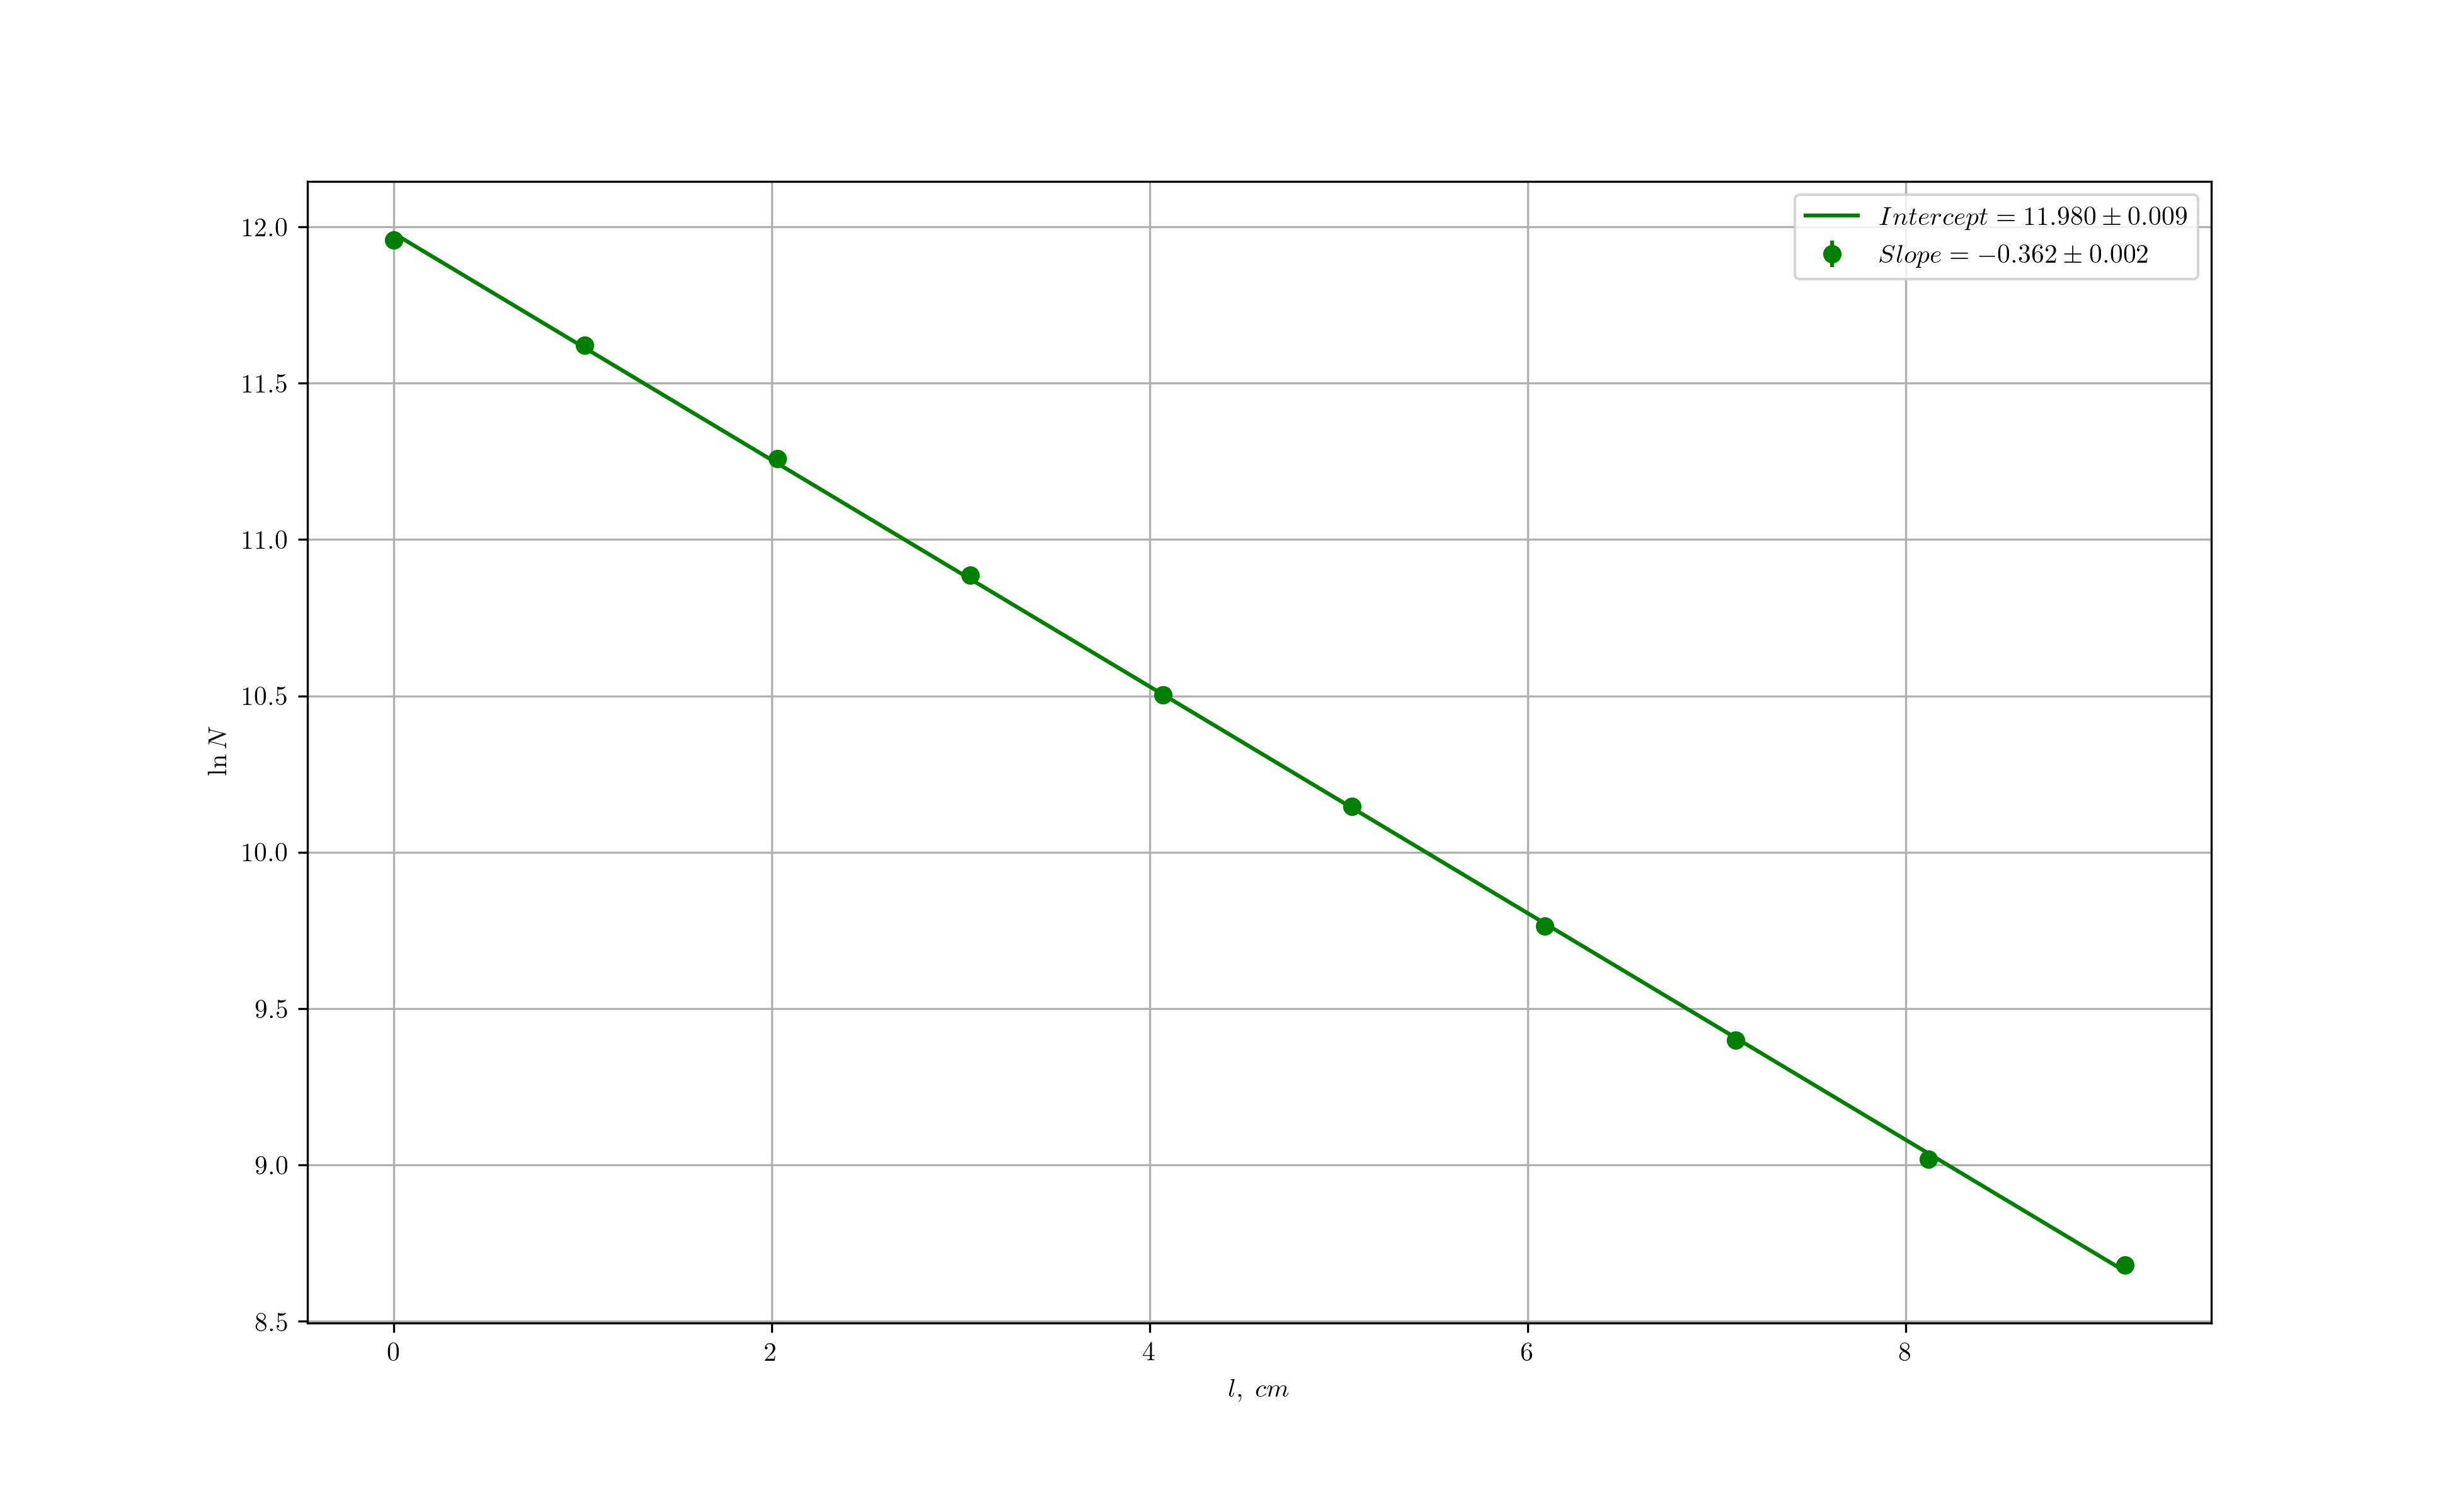 Intercept = 11.980 ± 0.009
Slope = −0.362 ± 0.002
12.0
11.5
11.0
10.5
10.0
9.5
9.0
8.5
ln N
0 2 4 6 8
l, cm